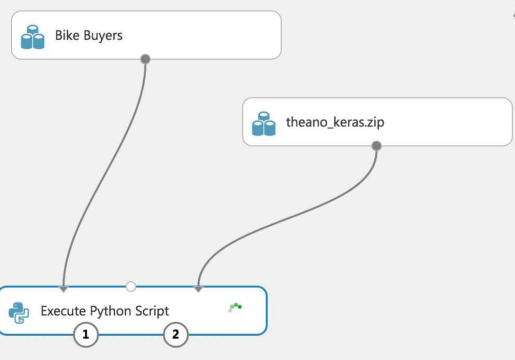 Bike Buyers
theano_keras.zip
Execute Python Script
1
2